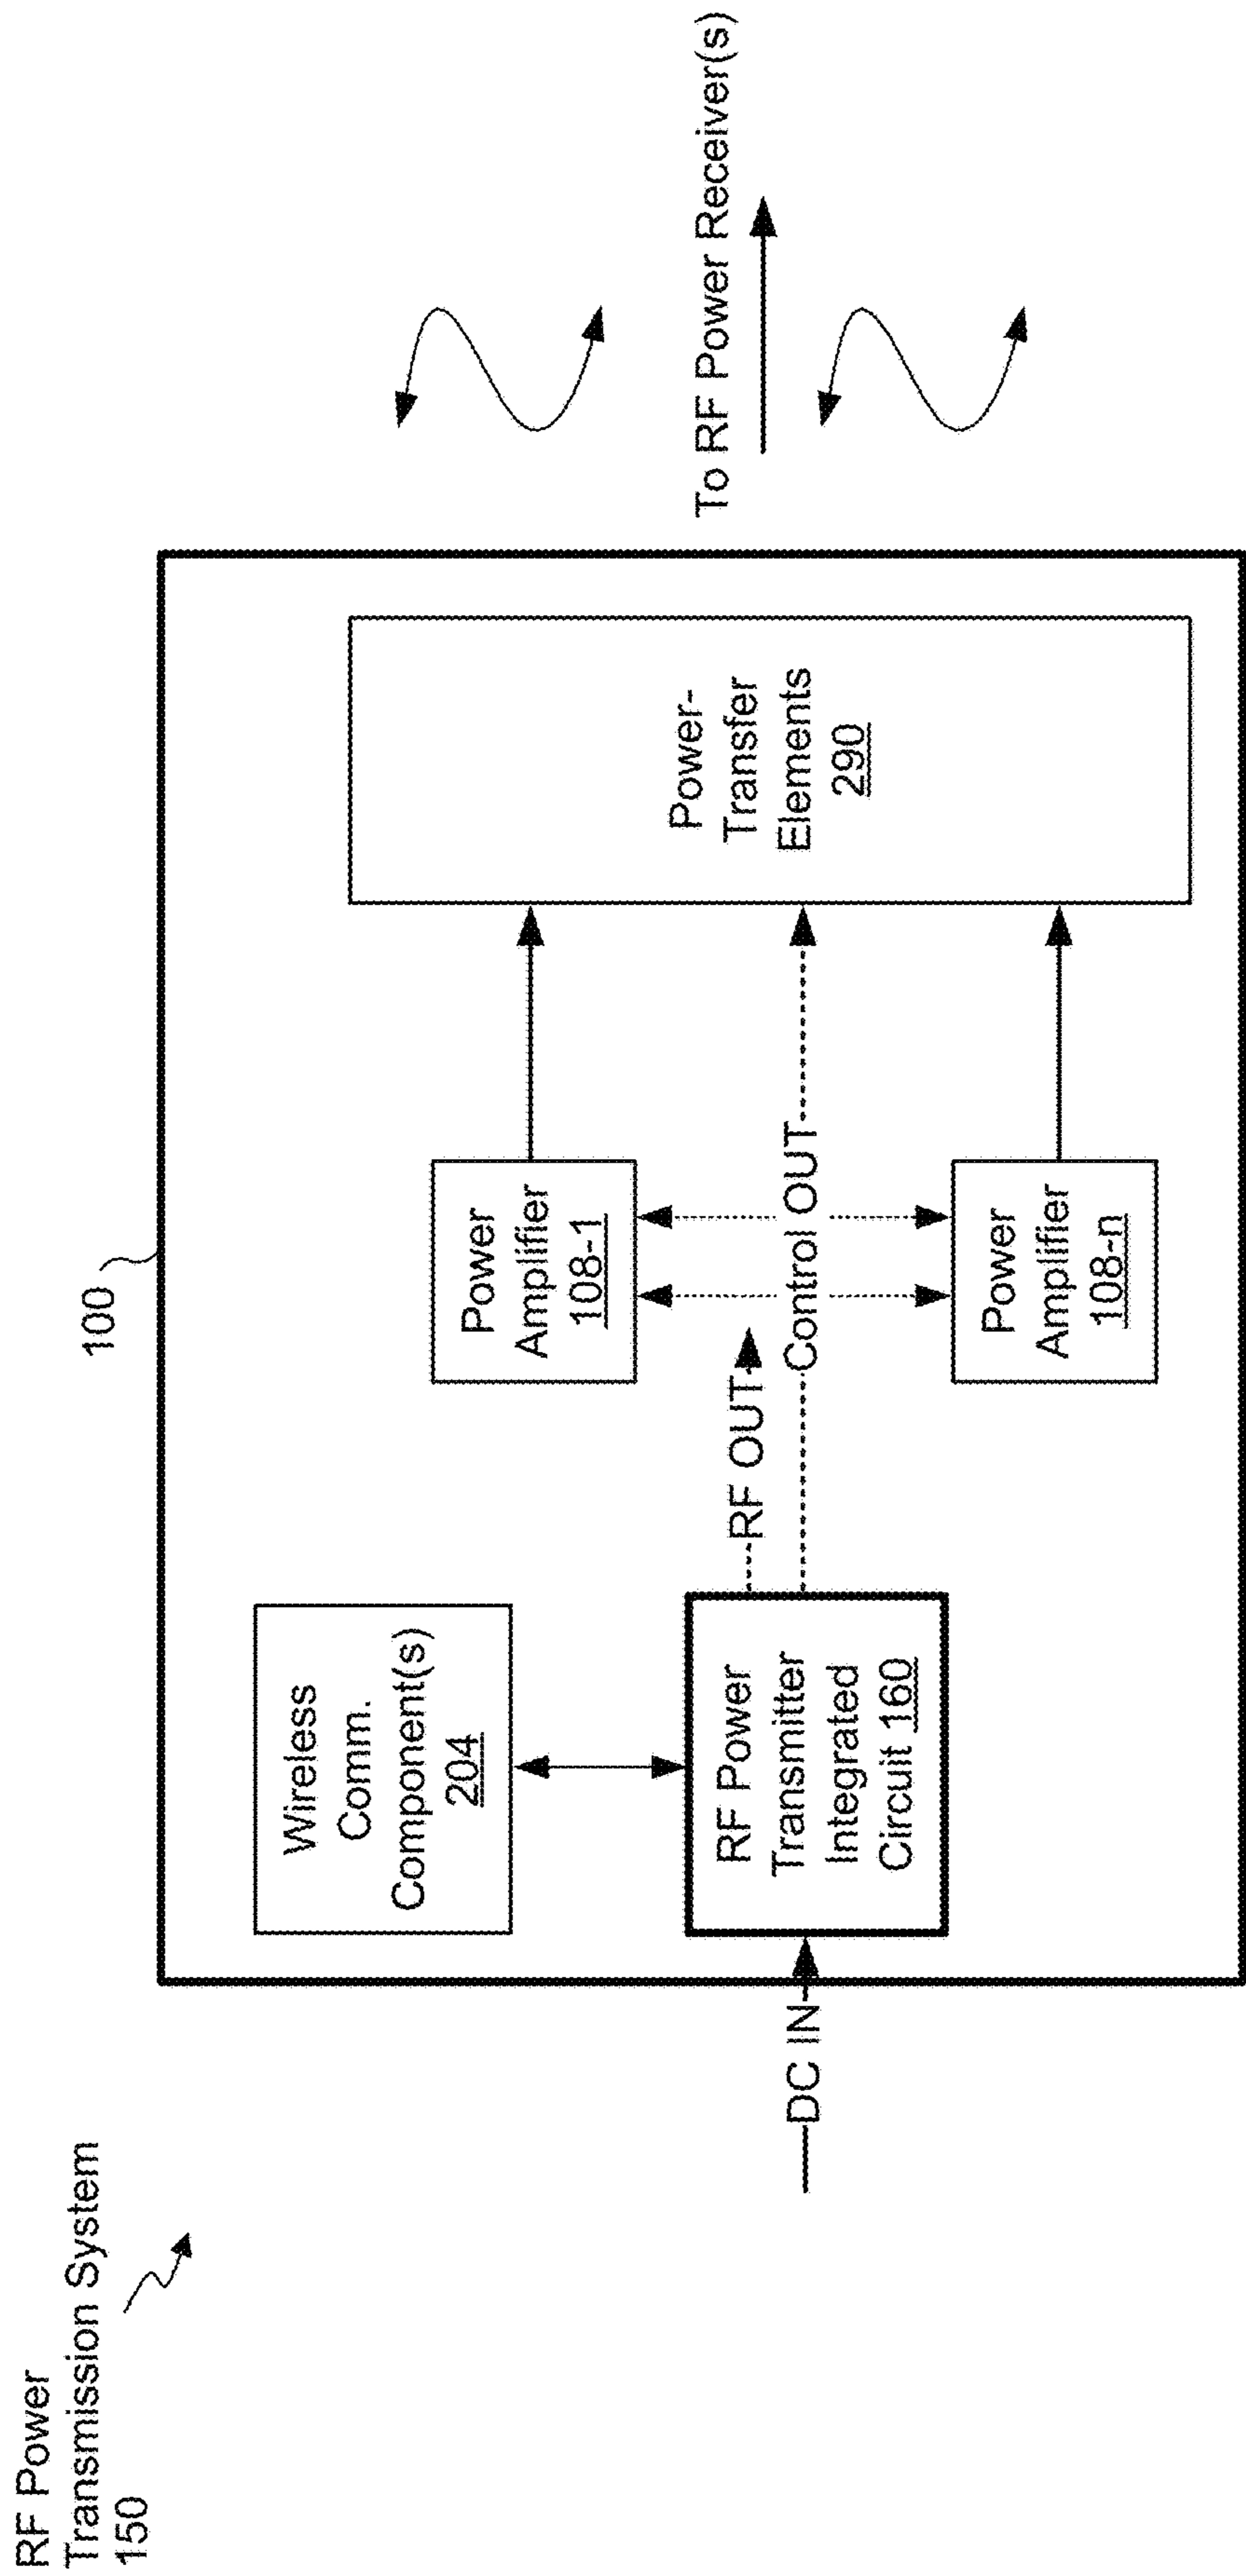 RF Power
Transmission System
150
100
Wireless
Comm.
Component(s)
204
DC IN
RF Power
Transmitter
Integrated
Circuit 160
RF OUT
Control OUT
Power
Amplifier
108-1
Power
Amplifier
108-n
Power-
Transfer
Elements
290
To RF Power Receiver(s)